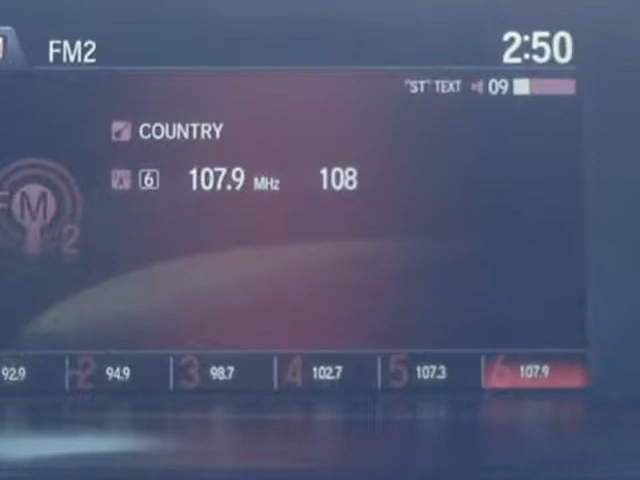 FM2 2:50
"ST" TEXT 09
COUNTRY
6 107.9 MHz 108
FM 2
92.9 2 94.9 3 98.7 4 102.7 5 107.3 6 107.9